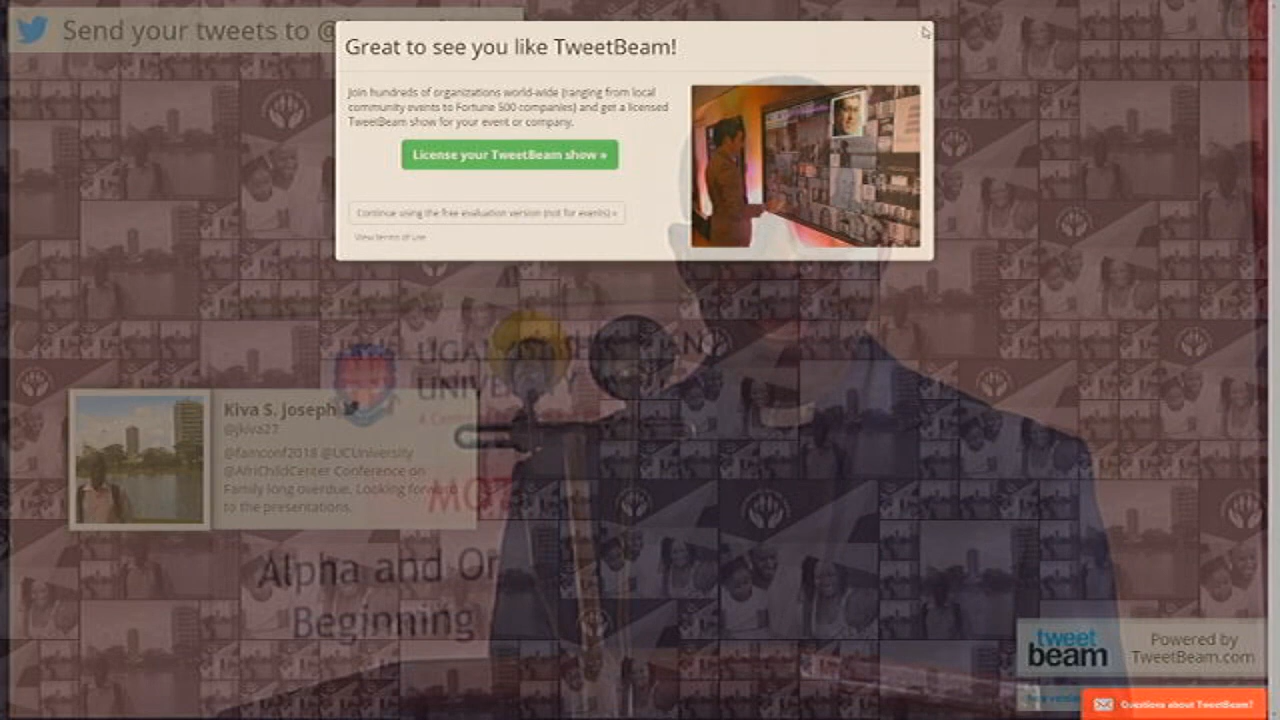 Send your tweets to @
Great to see you like TweetBeam!
Join hundreds of organizations world-wide (ranging from local
community events to Fortune 500 companies) and get a licensed
TweetBeam show for your event or company.
License your TweetBeam show »
Continue using the free evaluation version (not for events) »
View terms of use
UNIVERSITY
Kiva S. Joseph
@jkiva27
@famconf2018 @UCUniversity
@AfriChildCenter Conference on
Family long overdue. Looking forward
to the presentations.
MOT
Alpha and
Beginning
tweet
beam
Powered by
TweetBeam.com
Questions about TweetBeam?